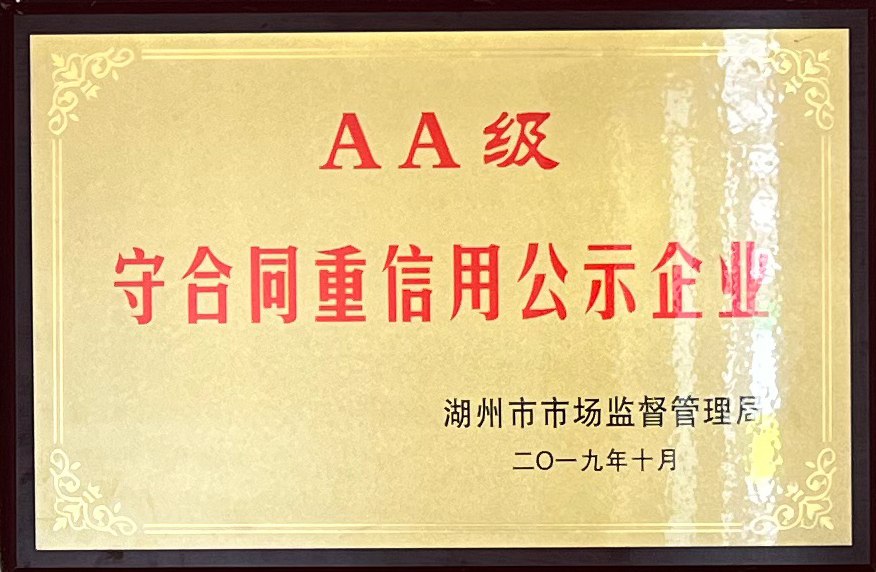 AA级
守合同重信用公示企业
湖州市市场监督管理局
二〇一九年十月